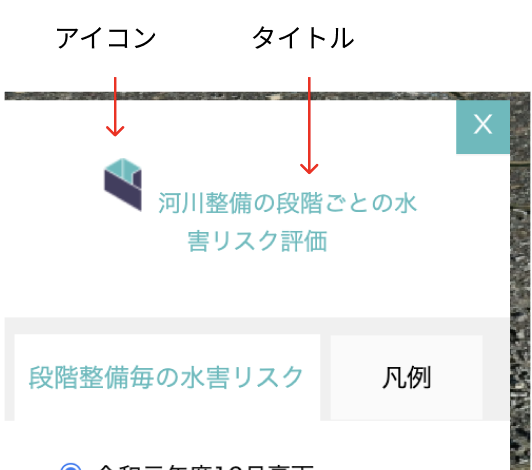 アイコン タイトル
X
河川整備の段階ごとの水
害リスク評価
段階整備毎の水害リスク 凡例